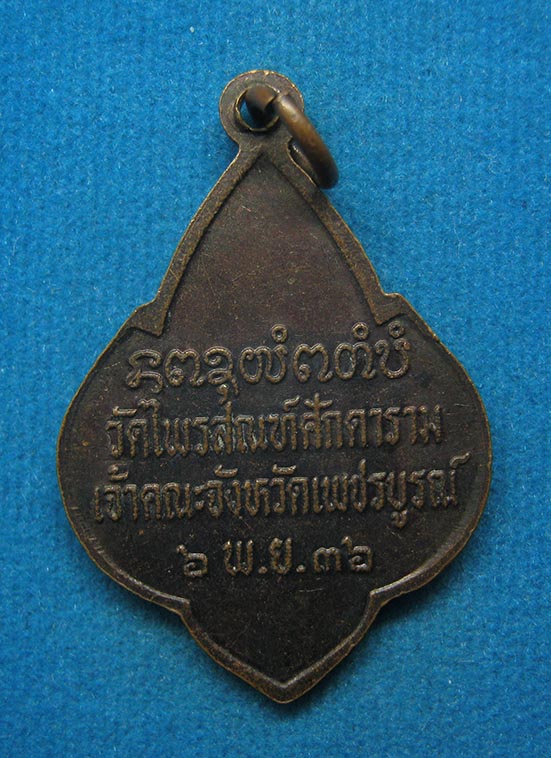 วัดไพรสณฑ์ศักดาราม
เจ้าคณะจังหวัดเพชรบูรณ์
๖ พ.ย. ๓๖